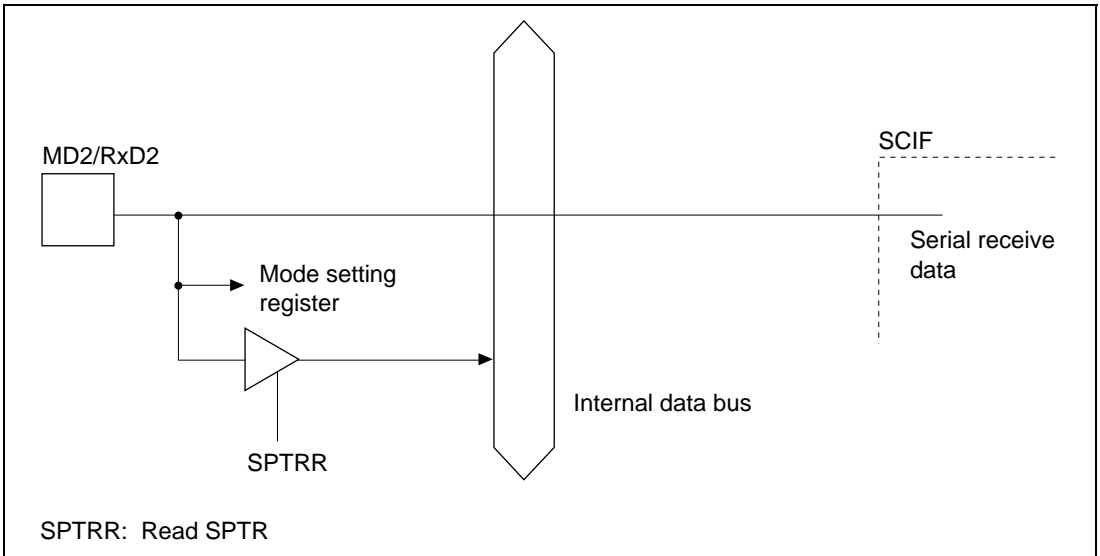 MD2/RxD2
SCIF
Serial receive
data
Mode setting
register
Internal data bus
SPTRR
SPTRR: Read SPTR